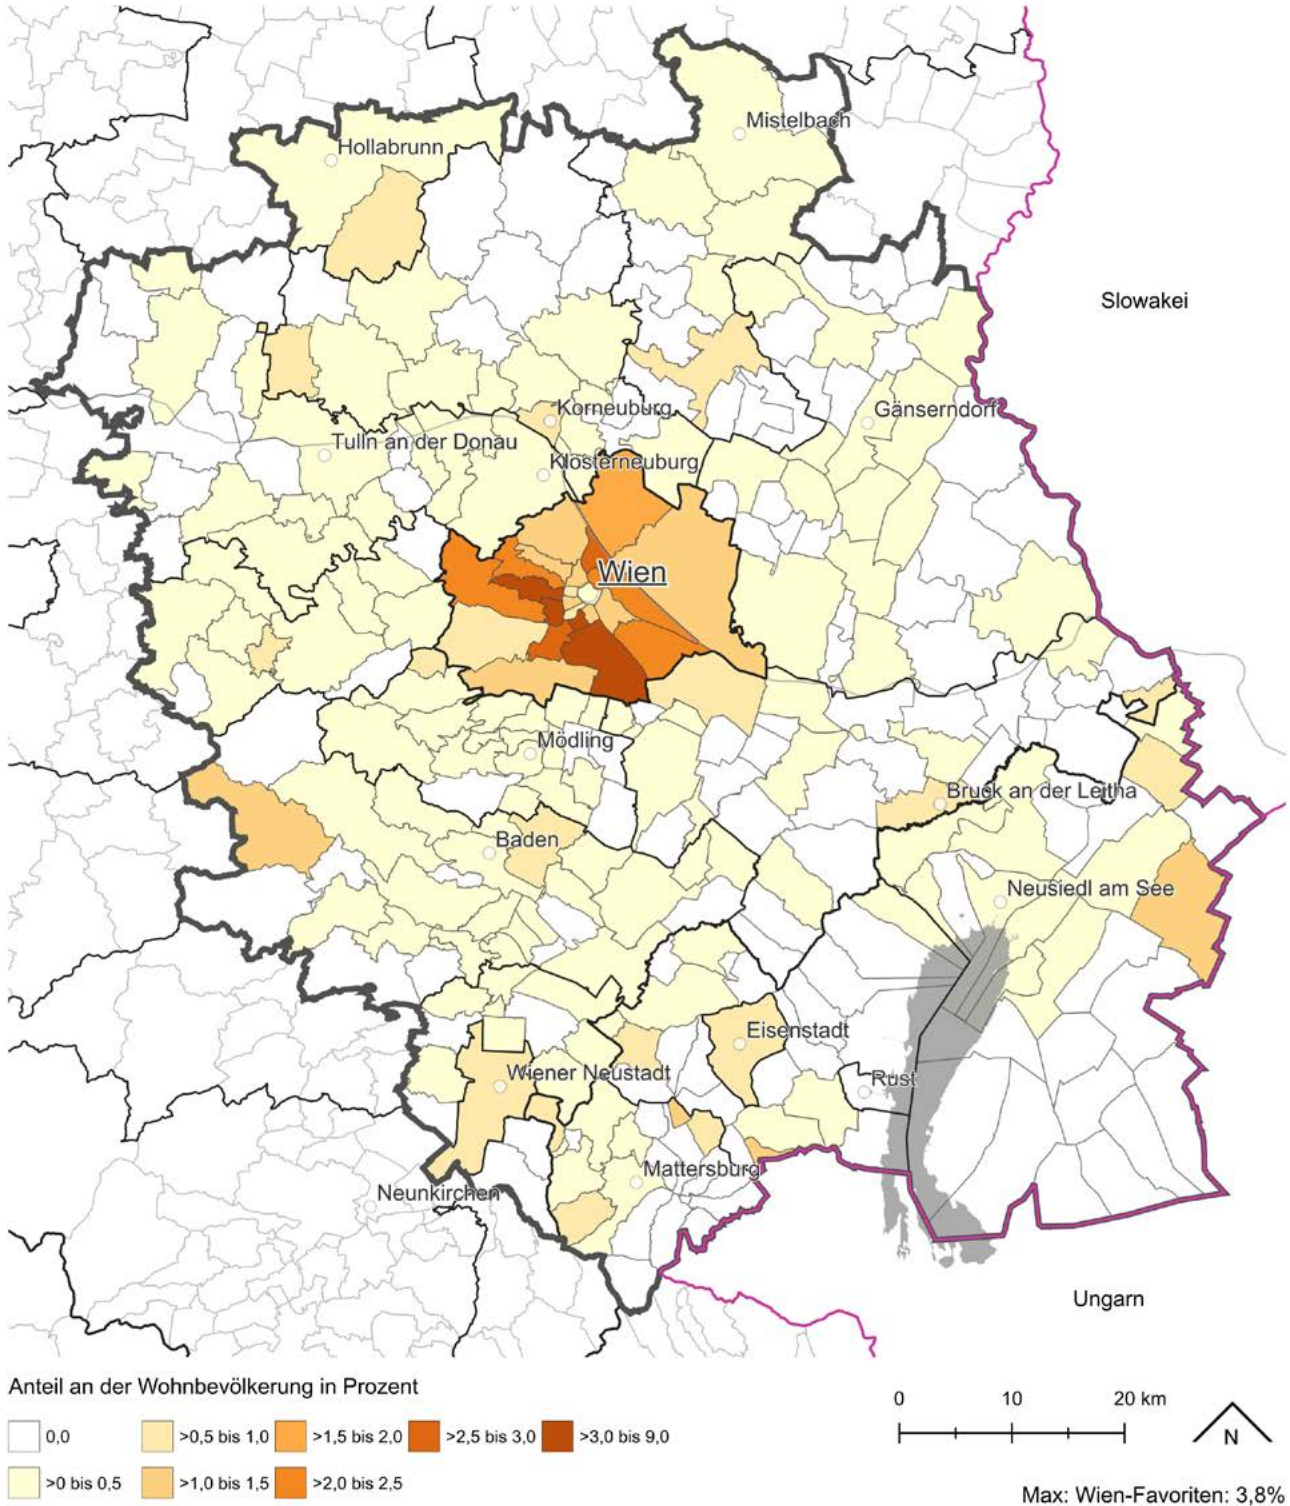 Mistelbach
Hollabrunn
Slowakei
Korneuburg
Gänserndorf
Tulln an der Donau
Klosterneuburg
Wien
Mödling
Bruck an der Leitha
Baden
Neusiedl am See
Eisenstadt
Wiener Neustadt
Rust
Mattersburg
Neunkirchen
Ungarn
Anteil an der Wohnbevölkerung in Prozent
0,0
>0,5 bis 1,0
>1,5 bis 2,0
>2,5 bis 3,0
>3,0 bis 9,0
>0 bis 0,5
>1,0 bis 1,5
>2,0 bis 2,5
0 10 20 km
N
Max: Wien-Favoriten: 3,8%